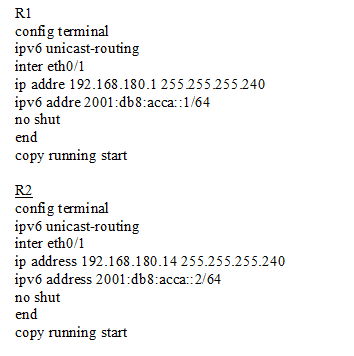 R1
config terminal
ipv6 unicast-routing
inter eth0/1
ip addre 192.168.180.1 255.255.255.240
ipv6 addre 2001:db8:acca::1/64
no shut
end
copy running start
R2
config terminal
ipv6 unicast-routing
inter eth0/1
ip address 192.168.180.14 255.255.255.240
ipv6 address 2001:db8:acca::2/64
no shut
end
copy running start